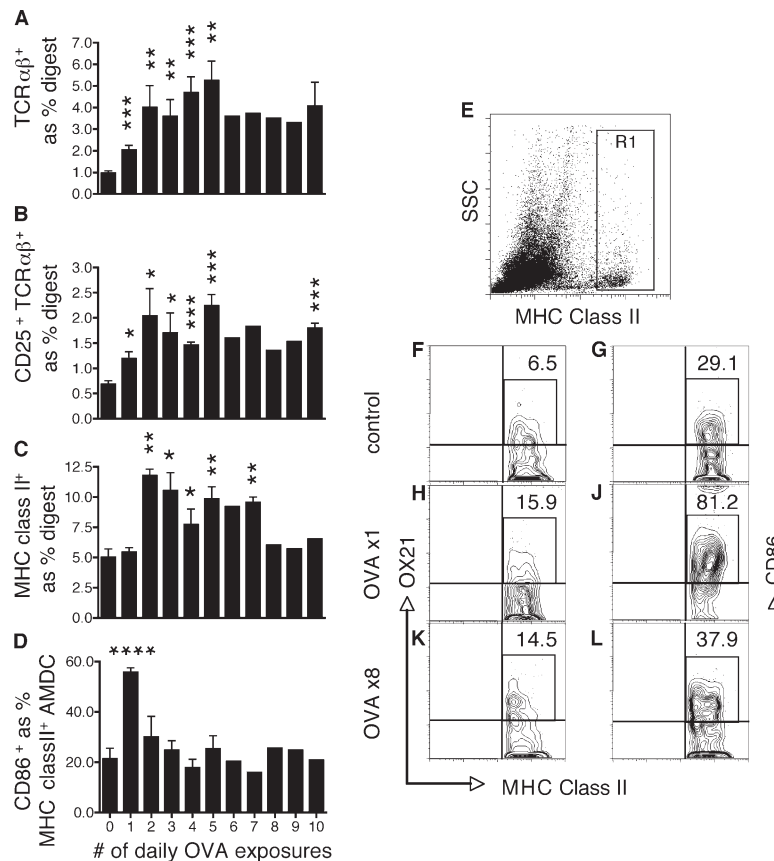 A
TCRαβ+
as % digest
7.0
6.0
5.0
4.0
3.0
2.0
1.0
0.0
***
**
**
***
**
B
CD25+ TCRαβ+
as % digest
3.0
2.5
2.0
1.5
1.0
0.5
0.0
*
*
*
***
***
***
C
MHC class II+
as % digest
12.5
10.0
7.5
5.0
2.5
0.0
**
*
*
**
**
D
CD86+ as %
MHC classII+ AMDC
60.0
40.0
20.0
0.0
****
0 1 2 3 4 5 6 7 8 9 10
# of daily OVA exposures
E
SSC
R1
MHC Class II
control
F
6.5
G
29.1
OVA x1
H
15.9
J
81.2
OX21
CD86
OVA x8
K
14.5
L
37.9
MHC Class II